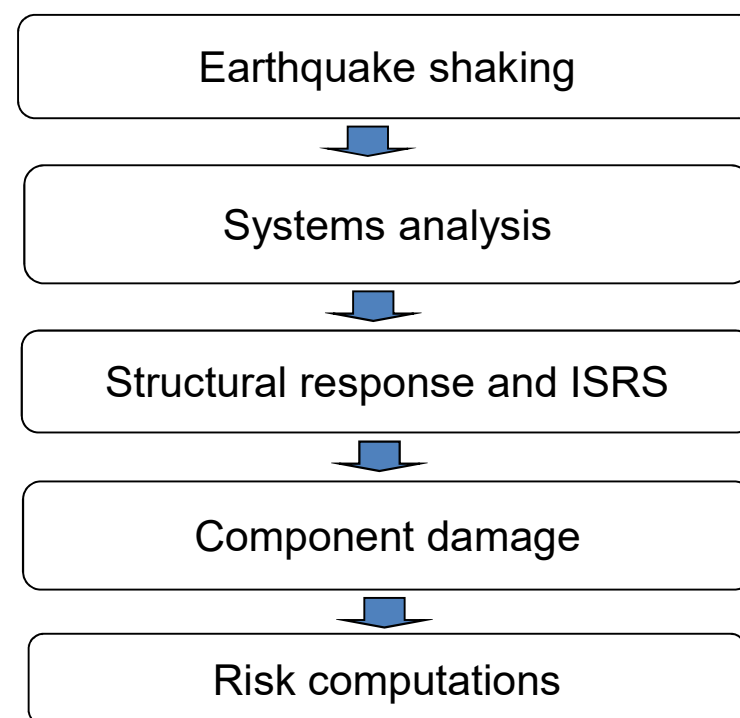 Earthquake shaking
Systems analysis
Structural response and ISRS
Component damage
Risk computations